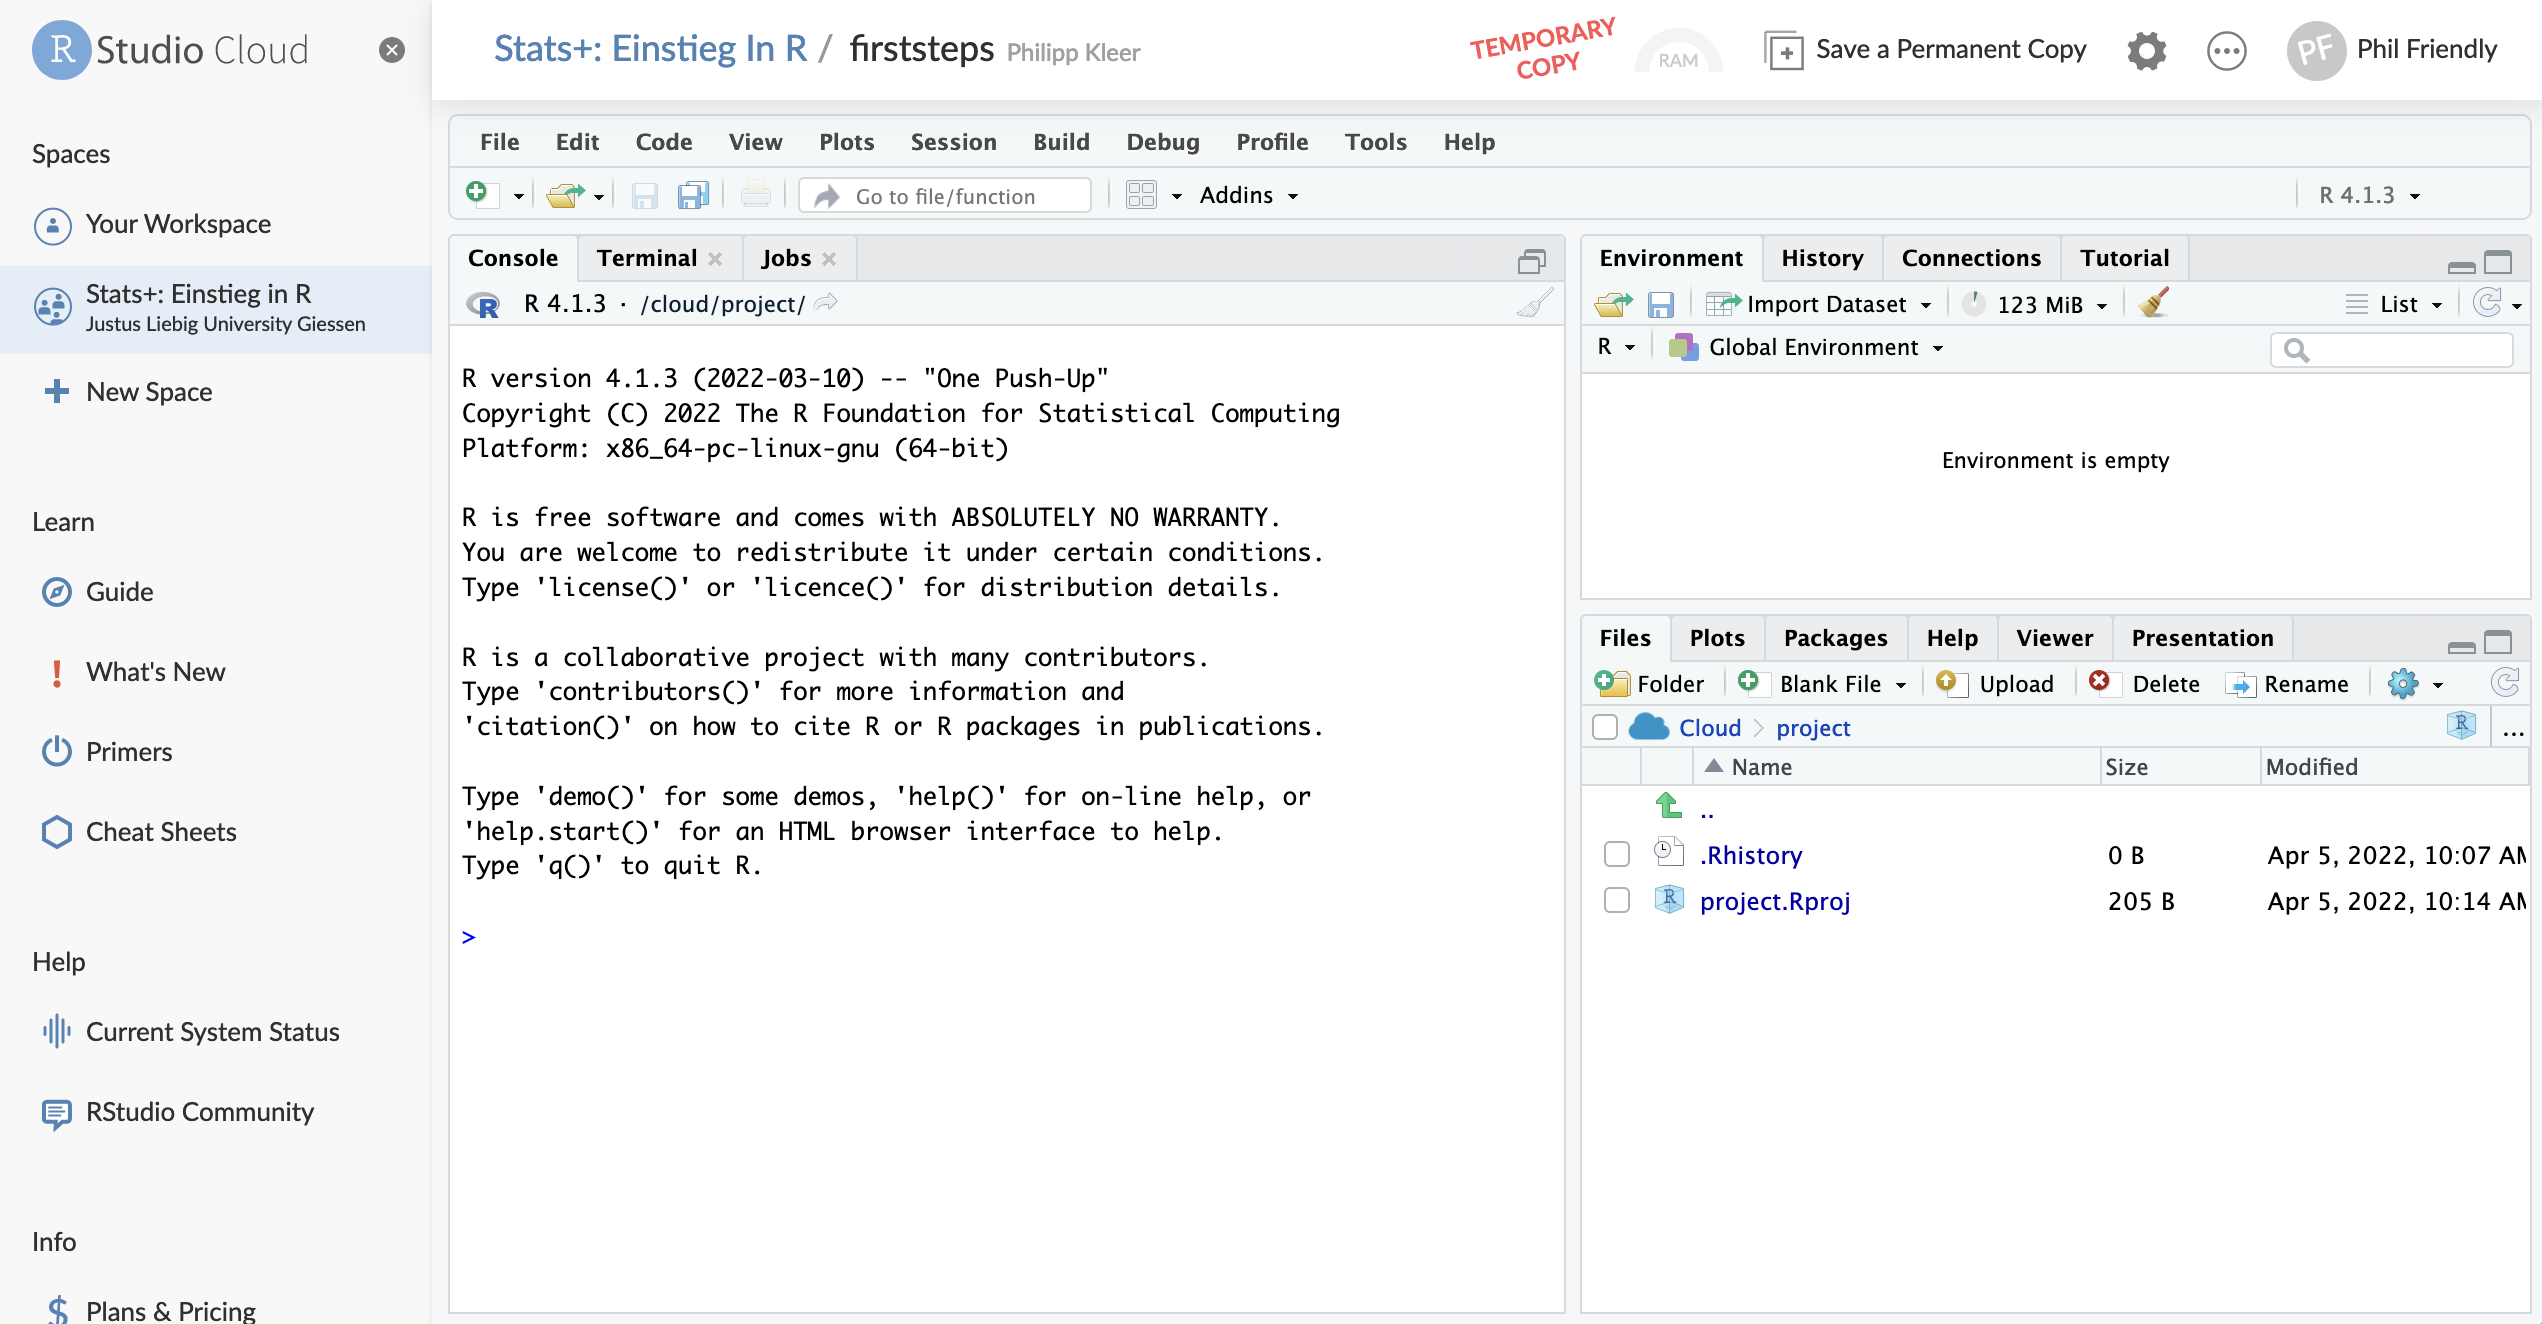 R Studio Cloud
Stats+: Einstieg In R / firststeps Philipp Kleer
TEMPORARY
COPY
RAM
Save a Permanent Copy
PF
Phil Friendly
Spaces
Your Workspace
Stats+: Einstieg in R
Justus Liebig University Giessen
New Space
Learn
Guide
What's New
Primers
Cheat Sheets
Help
Current System Status
RStudio Community
Info
Plans & Pricing
File Edit Code View Plots Session Build Debug Profile Tools Help
Go to file/function
Addins
R 4.1.3
Console Terminal Jobs
R 4.1.3 · /cloud/project/
R version 4.1.3 (2022-03-10) -- "One Push-Up"
Copyright (C) 2022 The R Foundation for Statistical Computing
Platform: x86_64-pc-linux-gnu (64-bit)
R is free software and comes with ABSOLUTELY NO WARRANTY.
You are welcome to redistribute it under certain conditions.
Type 'license()' or 'licence()' for distribution details.
R is a collaborative project with many contributors.
Type 'contributors()' for more information and
'citation()' on how to cite R or R packages in publications.
Type 'demo()' for some demos, 'help()' for on-line help, or
'help.start()' for an HTML browser interface to help.
Type 'q()' to quit R.
>
Environment History Connections Tutorial
Import Dataset 123 MiB List
R Global Environment
Environment is empty
Files Plots Packages Help Viewer Presentation
Folder Blank File Upload Delete Rename
Cloud project R ...
Name Size Modified
..
.Rhistory 0 B Apr 5, 2022, 10:07 AM
project.Rproj 205 B Apr 5, 2022, 10:14 AM